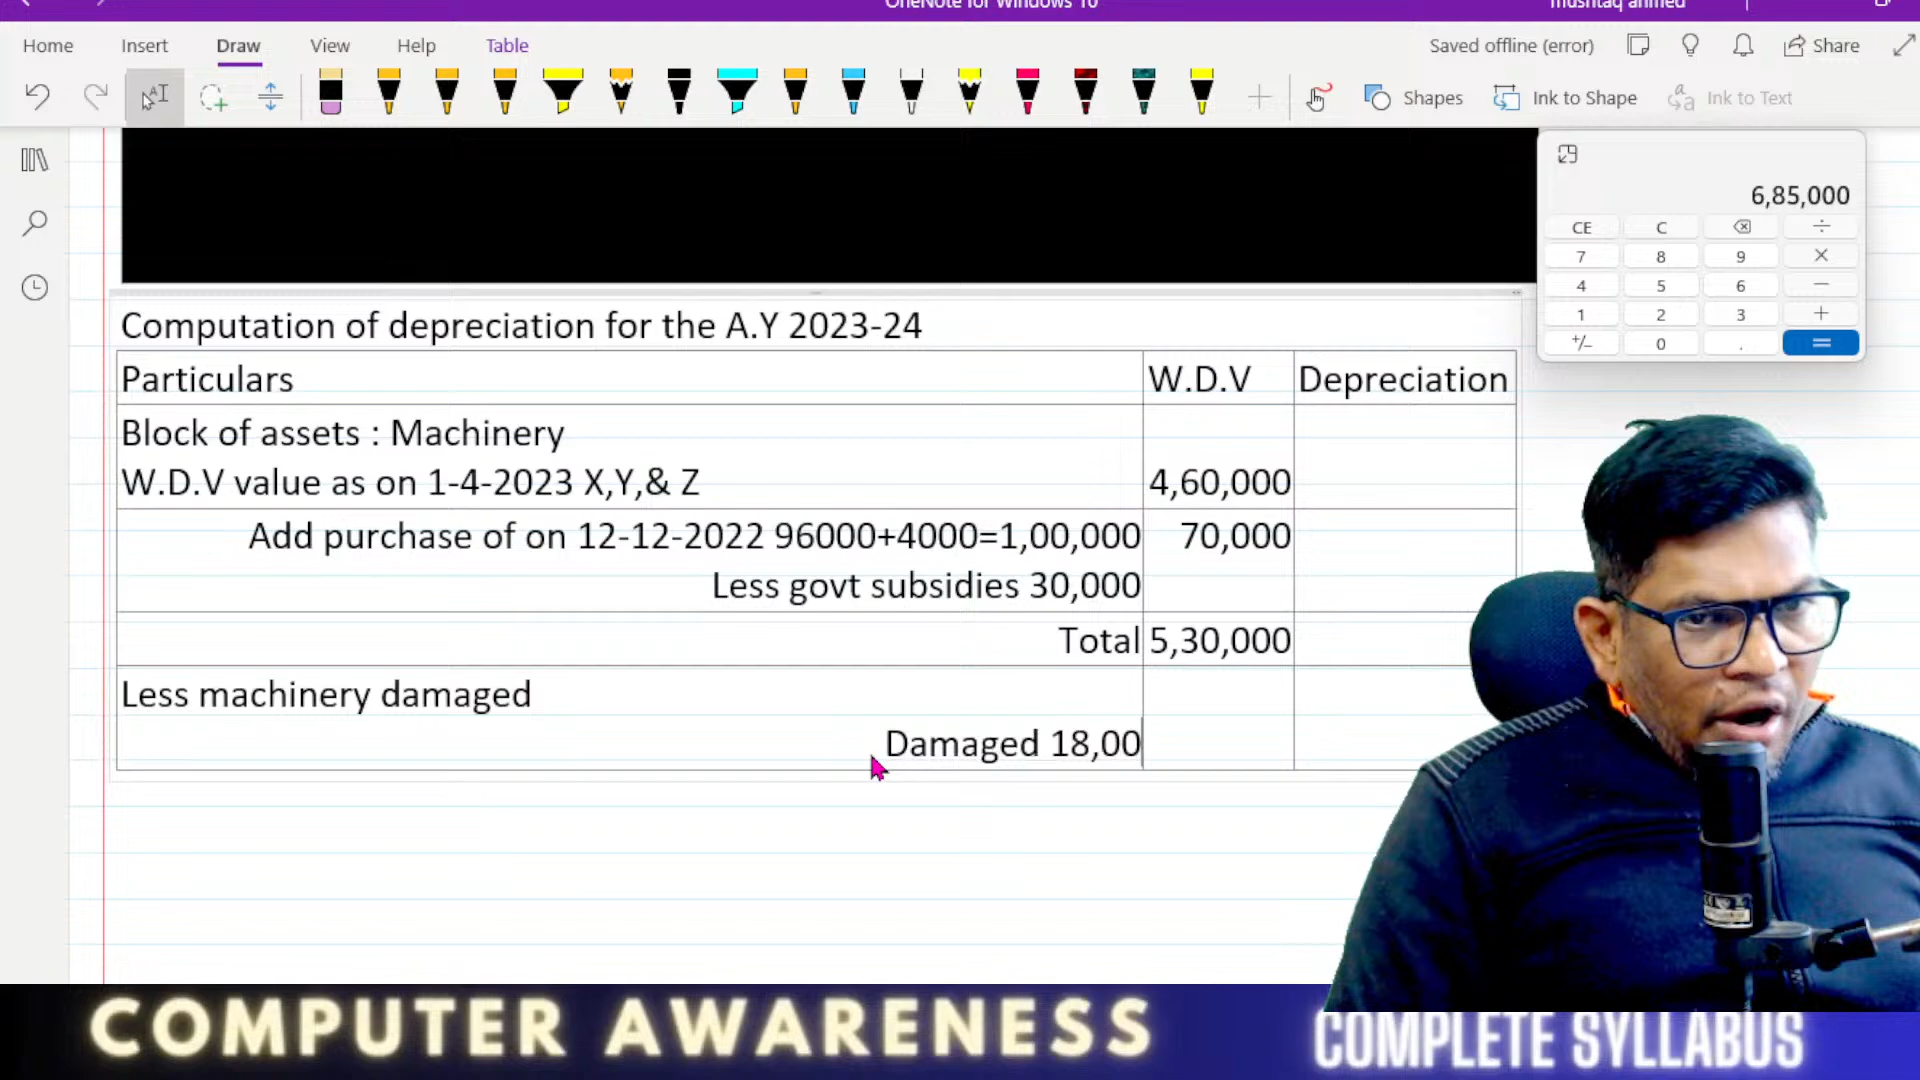 OneNote for Windows 10
mushtaq ahmed
Home
Insert
Draw
View
Help
Table
Saved offline (error)
Share
Shapes
Ink to Shape
Ink to Text
6,85,000
CE
C
÷
7
8
9
×
4
5
6
−
1
2
3
+
+/−
0
.
=
Computation of depreciation for the A.Y 2023-24
Particulars
W.D.V
Depreciation
Block of assets : Machinery
W.D.V value as on 1-4-2023 X,Y,& Z
4,60,000
Add purchase of on 12-12-2022 96000+4000=1,00,000
70,000
Less govt subsidies 30,000
Total
5,30,000
Less machinery damaged
Damaged 18,00
COMPUTER AWARENESS
COMPLETE SYLLABUS